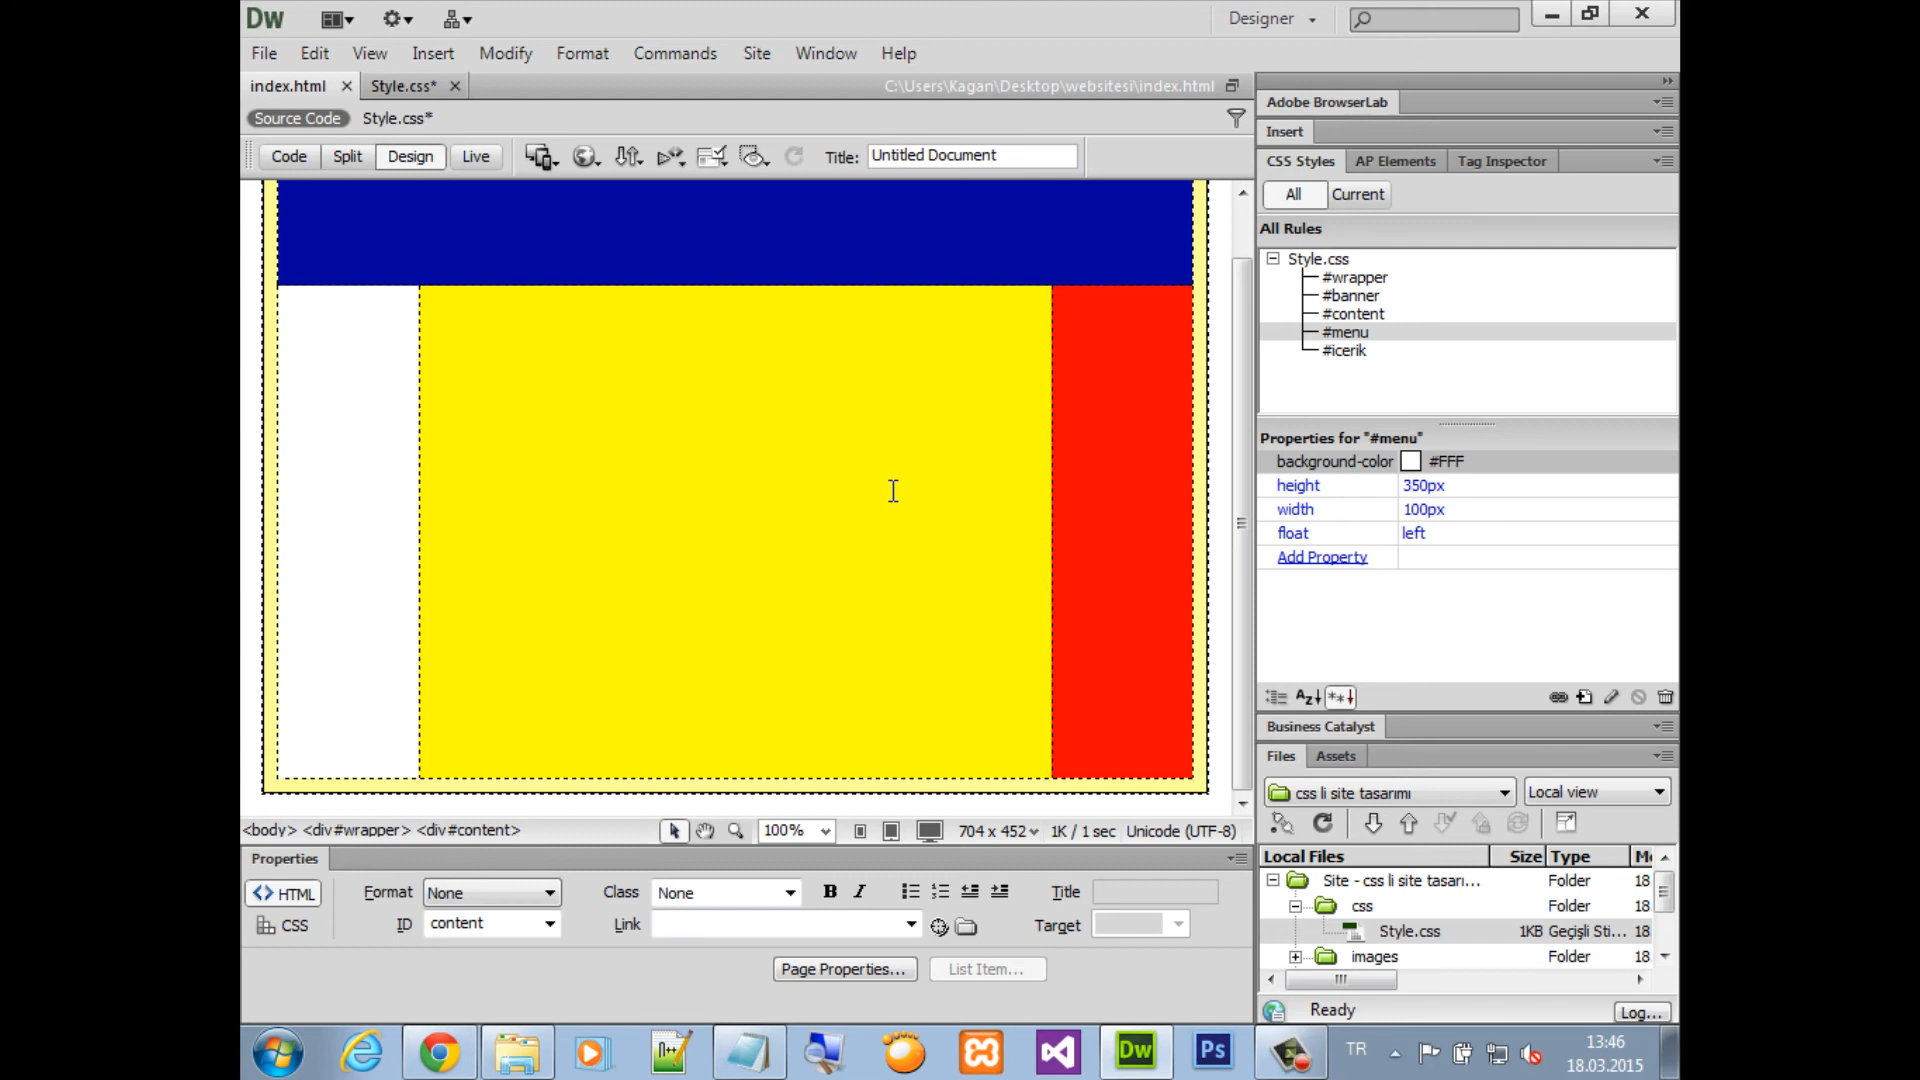 Dw
Designer
File Edit View Insert Modify Format Commands Site Window Help
index.html Style.css* C:\Users\Kagan\Desktop\websitesi\index.html
Source Code Style.css*
Code Split Design Live Title: Untitled Document
Adobe BrowserLab
Insert
CSS Styles AP Elements Tag Inspector
All Current
All Rules
Style.css
#wrapper
#banner
#content
#menu
#icerik
Properties for "#menu"
background-color #FFF
height 350px
width 100px
float left
Add Property
Business Catalyst
Files Assets
css li site tasarımı Local view
Local Files Size Type
Site - css li site tasarı... Folder 18
css Folder 18
Style.css 1KB Geçişli Sti... 18
images Folder 18
Ready Log...
<body> <div#wrapper> <div#content> 100% 704 x 452 1K / 1 sec Unicode (UTF-8)
Properties
HTML Format None Class None B I Title
CSS ID content Link Target
Page Properties... List Item...
Dw Ps TR 13:46
18.03.2015